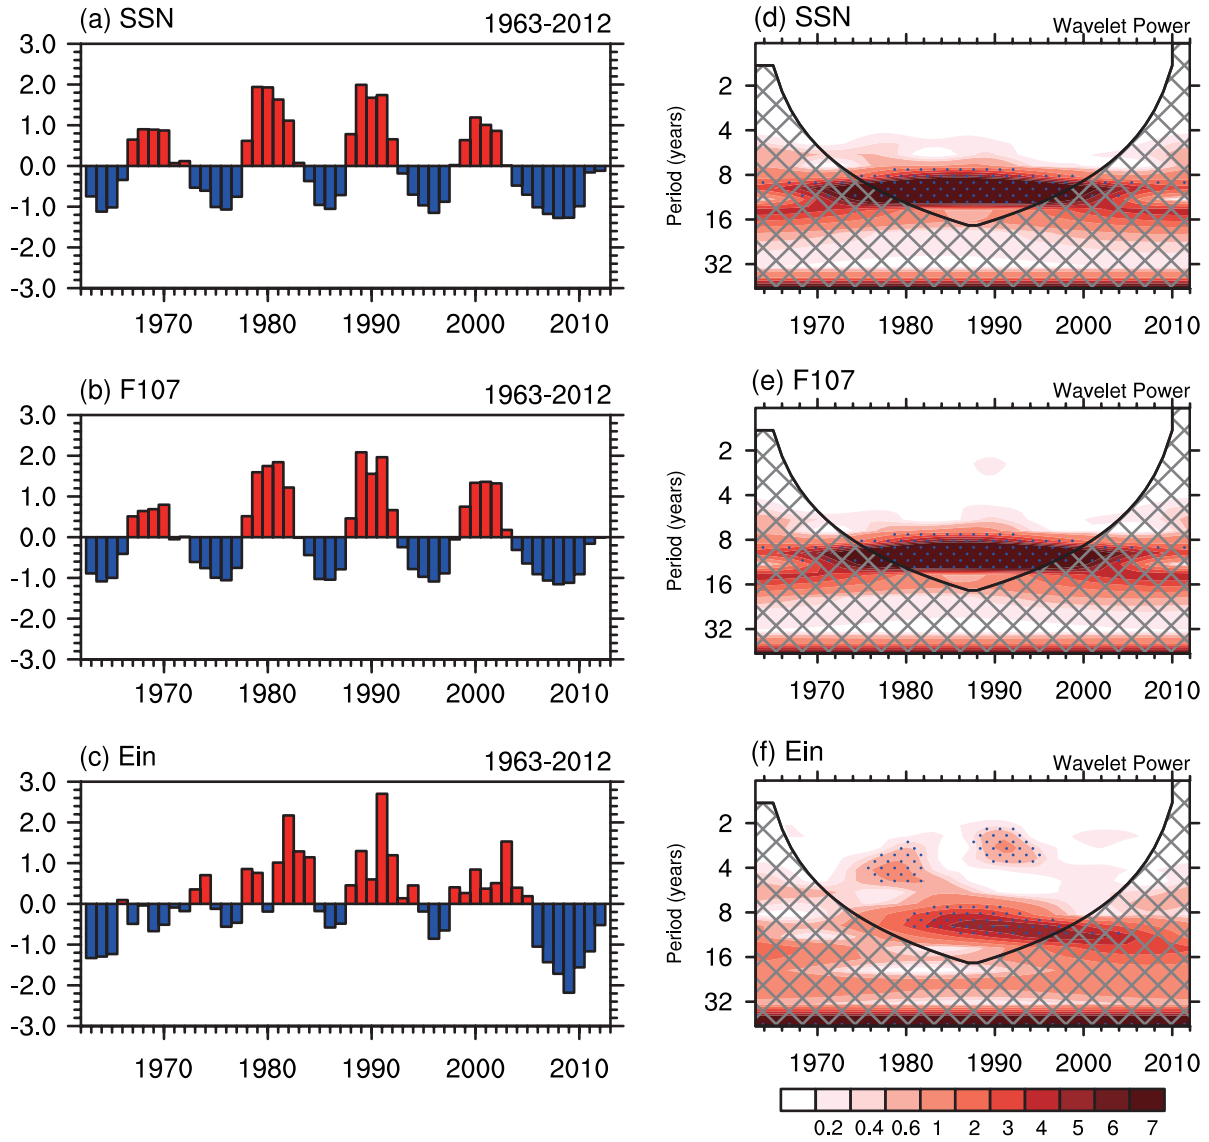 (a) SSN 1963-2012
3.0
2.0
1.0
0.0
-1.0
-2.0
-3.0
1970 1980 1990 2000 2010
(d) SSN Wavelet Power
Period (years)
2
4
8
16
32
1970 1980 1990 2000 2010
(b) F107 1963-2012
3.0
2.0
1.0
0.0
-1.0
-2.0
-3.0
1970 1980 1990 2000 2010
(e) F107 Wavelet Power
Period (years)
2
4
8
16
32
1970 1980 1990 2000 2010
(c) Ein 1963-2012
3.0
2.0
1.0
0.0
-1.0
-2.0
-3.0
1970 1980 1990 2000 2010
(f) Ein Wavelet Power
Period (years)
2
4
8
16
32
1970 1980 1990 2000 2010
0.2 0.4 0.6 1 2 3 4 5 6 7